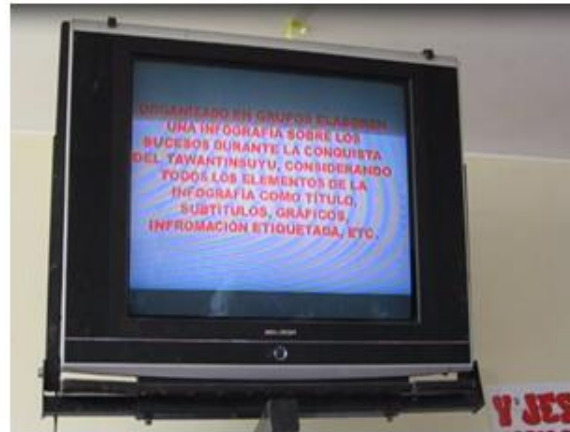 ORGANIZADO EN GRUPOS ELABOREN
UNA INFOGRAFÍA SOBRE LOS
SUCESOS DURANTE LA CONQUISTA
DEL TAWANTINSUYU, CONSIDERANDO
TODOS LOS ELEMENTOS DE LA
INFOGRAFÍA COMO TÍTULO,
SUBTÍTULOS, GRÁFICOS,
INFROMACIÓN ETIQUETADA, ETC.
Y JES